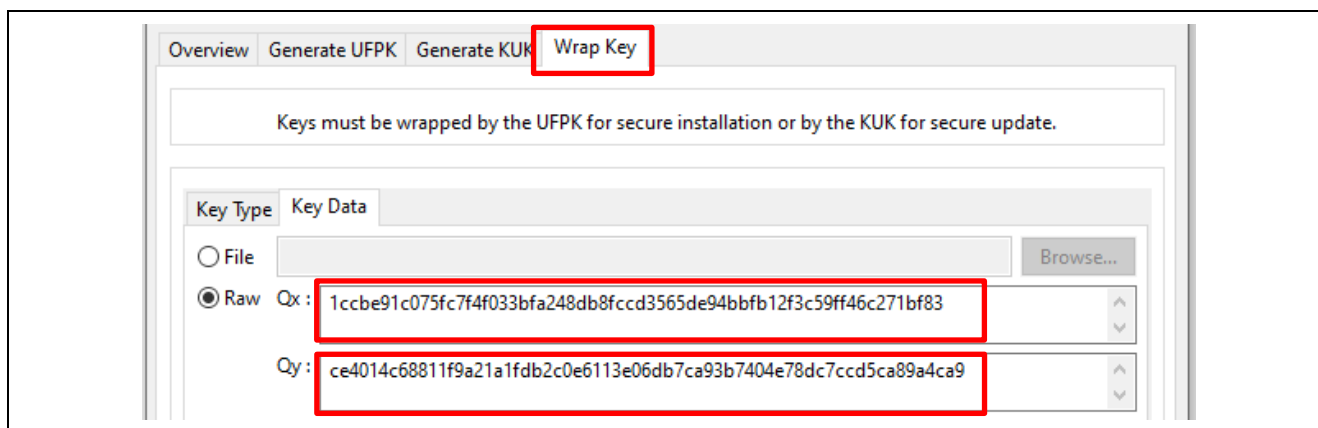 Overview Generate UFPK Generate KUK Wrap Key
Keys must be wrapped by the UFPK for secure installation or by the KUK for secure update.
Key Type Key Data
File Browse...
Raw Qx : 1ccbe91c075fc7f4f033bfa248db8fccd3565de94bbfb12f3c59ff46c271bf83
Qy : ce4014c68811f9a21a1fdb2c0e6113e06db7ca93b7404e78dc7ccd5ca89a4ca9